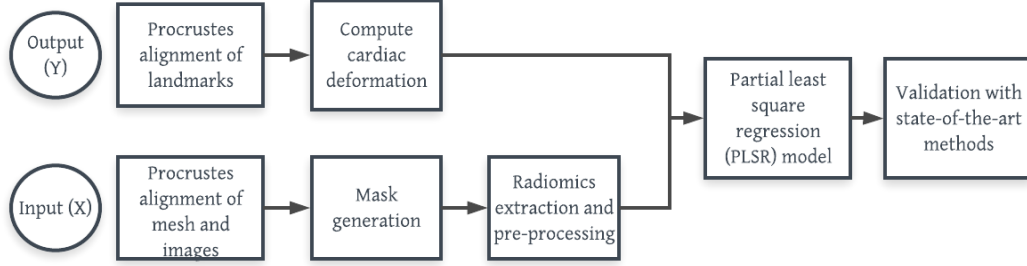 Output
(Y)
Procrustes
alignment of
landmarks
Compute
cardiac
deformation
Partial least
square
regression
(PLSR) model
Validation with
state-of-the-art
methods
Input (X)
Procrustes
alignment of
mesh and
images
Mask
generation
Radiomics
extraction and
pre-processing